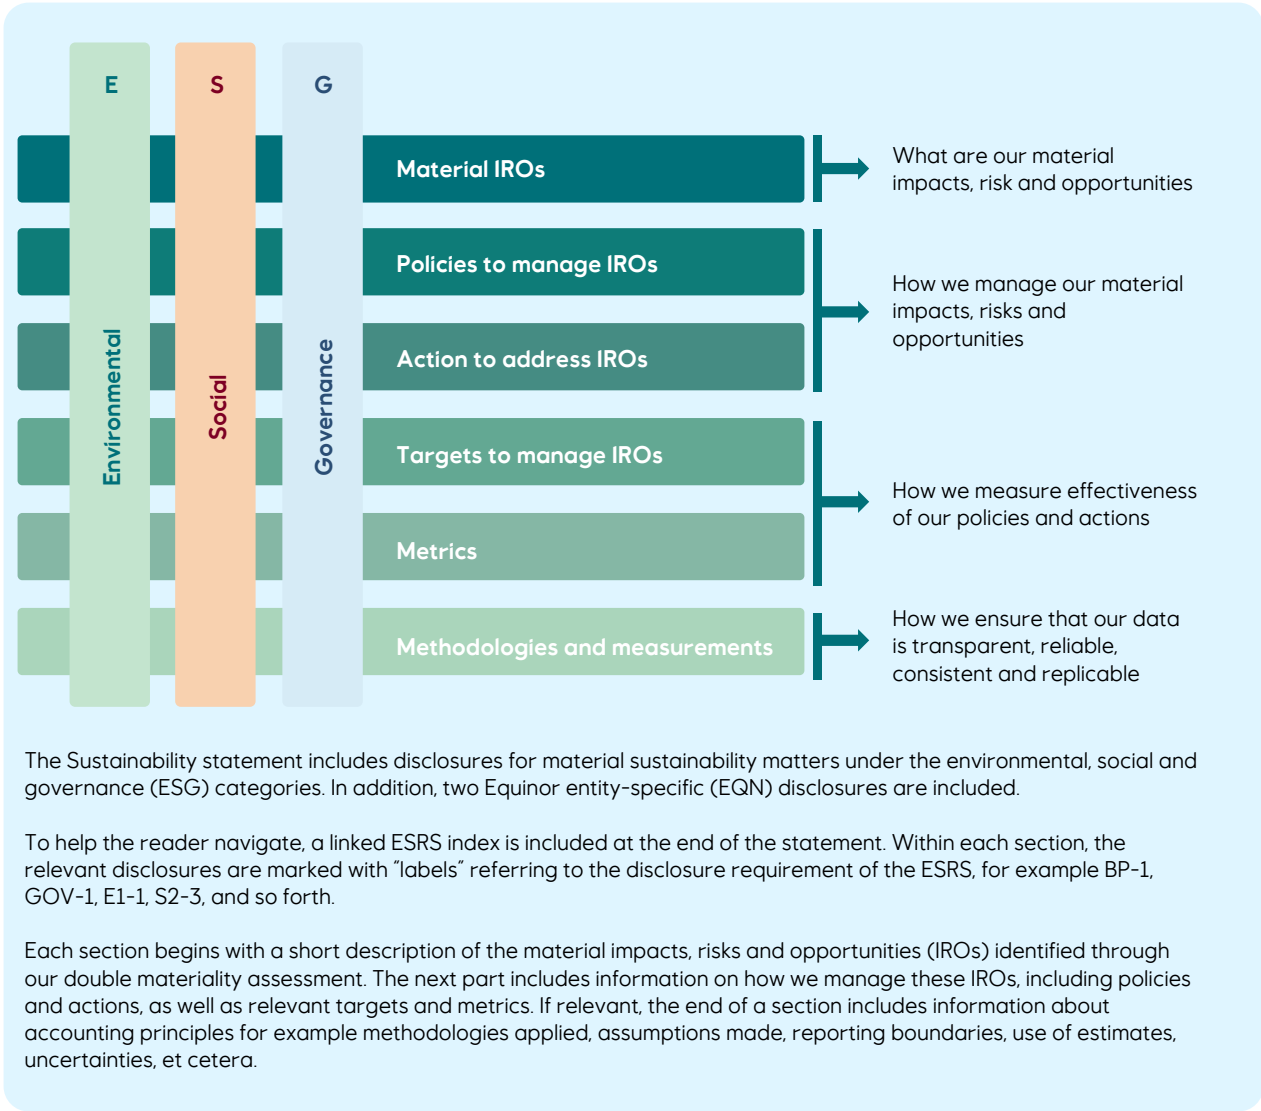 E
S
G
Environmental
Social
Governance
Material IROs
What are our material
impacts, risk and opportunities
Policies to manage IROs
Action to address IROs
How we manage our material
impacts, risks and
opportunities
Targets to manage IROs
Metrics
How we measure effectiveness
of our policies and actions
Methodologies and measurements
How we ensure that our data
is transparent, reliable,
consistent and replicable
The Sustainability statement includes disclosures for material sustainability matters under the environmental, social and
governance (ESG) categories. In addition, two Equinor entity-specific (EQN) disclosures are included.
To help the reader navigate, a linked ESRS index is included at the end of the statement. Within each section, the
relevant disclosures are marked with “labels” referring to the disclosure requirement of the ESRS, for example BP-1,
GOV-1, E1-1, S2-3, and so forth.
Each section begins with a short description of the material impacts, risks and opportunities (IROs) identified through
our double materiality assessment. The next part includes information on how we manage these IROs, including policies
and actions, as well as relevant targets and metrics. If relevant, the end of a section includes information about
accounting principles for example methodologies applied, assumptions made, reporting boundaries, use of estimates,
uncertainties, et cetera.